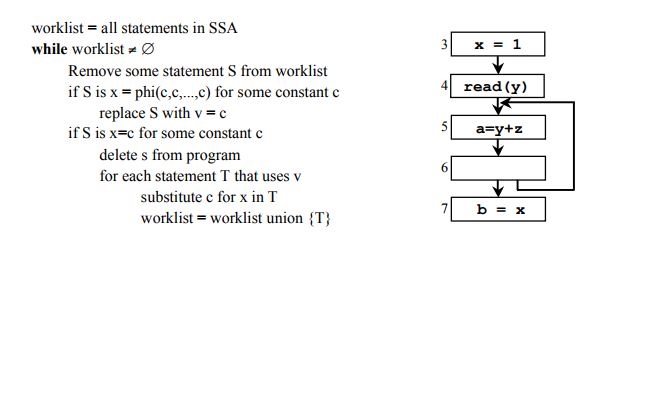 worklist = all statements in SSA
while worklist ≠ ∅
Remove some statement S from worklist
if S is x = phi(c,c,...,c) for some constant c
replace S with v = c
if S is x=c for some constant c
delete s from program
for each statement T that uses v
substitute c for x in T
worklist = worklist union {T}
3 x = 1
4 read(y)
5 a=y+z
6
7 b = x